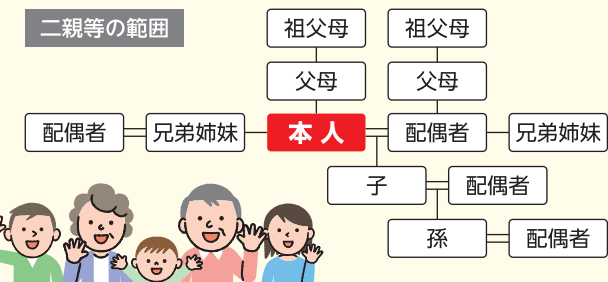 二親等の範囲
祖父母 祖父母
父母 父母
配偶者 兄弟姉妹 本人 配偶者 兄弟姉妹
子 配偶者
孫 配偶者